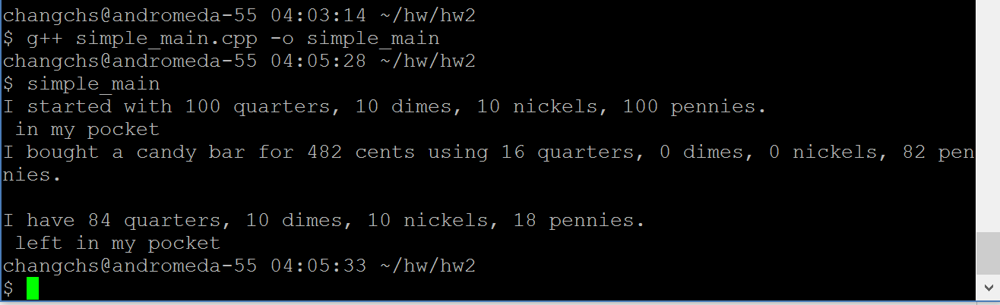 changchs@andromeda-55 04:03:14 ~/hw/hw2
$ g++ simple_main.cpp -o simple_main
changchs@andromeda-55 04:05:28 ~/hw/hw2
$ simple_main
I started with 100 quarters, 10 dimes, 10 nickels, 100 pennies.
 in my pocket
I bought a candy bar for 482 cents using 16 quarters, 0 dimes, 0 nickels, 82 pen
nies.

I have 84 quarters, 10 dimes, 10 nickels, 18 pennies.
 left in my pocket
changchs@andromeda-55 04:05:33 ~/hw/hw2
$